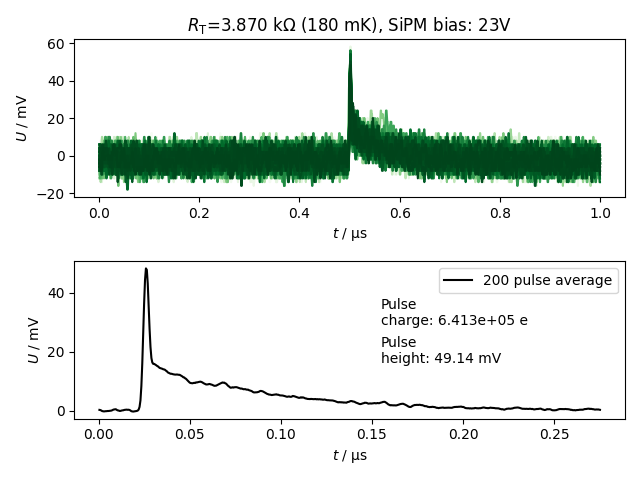 R_T=3.870 kΩ (180 mK), SiPM bias: 23V
U / mV
60
40
20
0
−20
0.0
0.2
0.4
0.6
0.8
1.0
t / µs
200 pulse average
Pulse
charge: 6.413e+05 e
Pulse
height: 49.14 mV
U / mV
40
20
0
0.00
0.05
0.10
0.15
0.20
0.25
t / µs